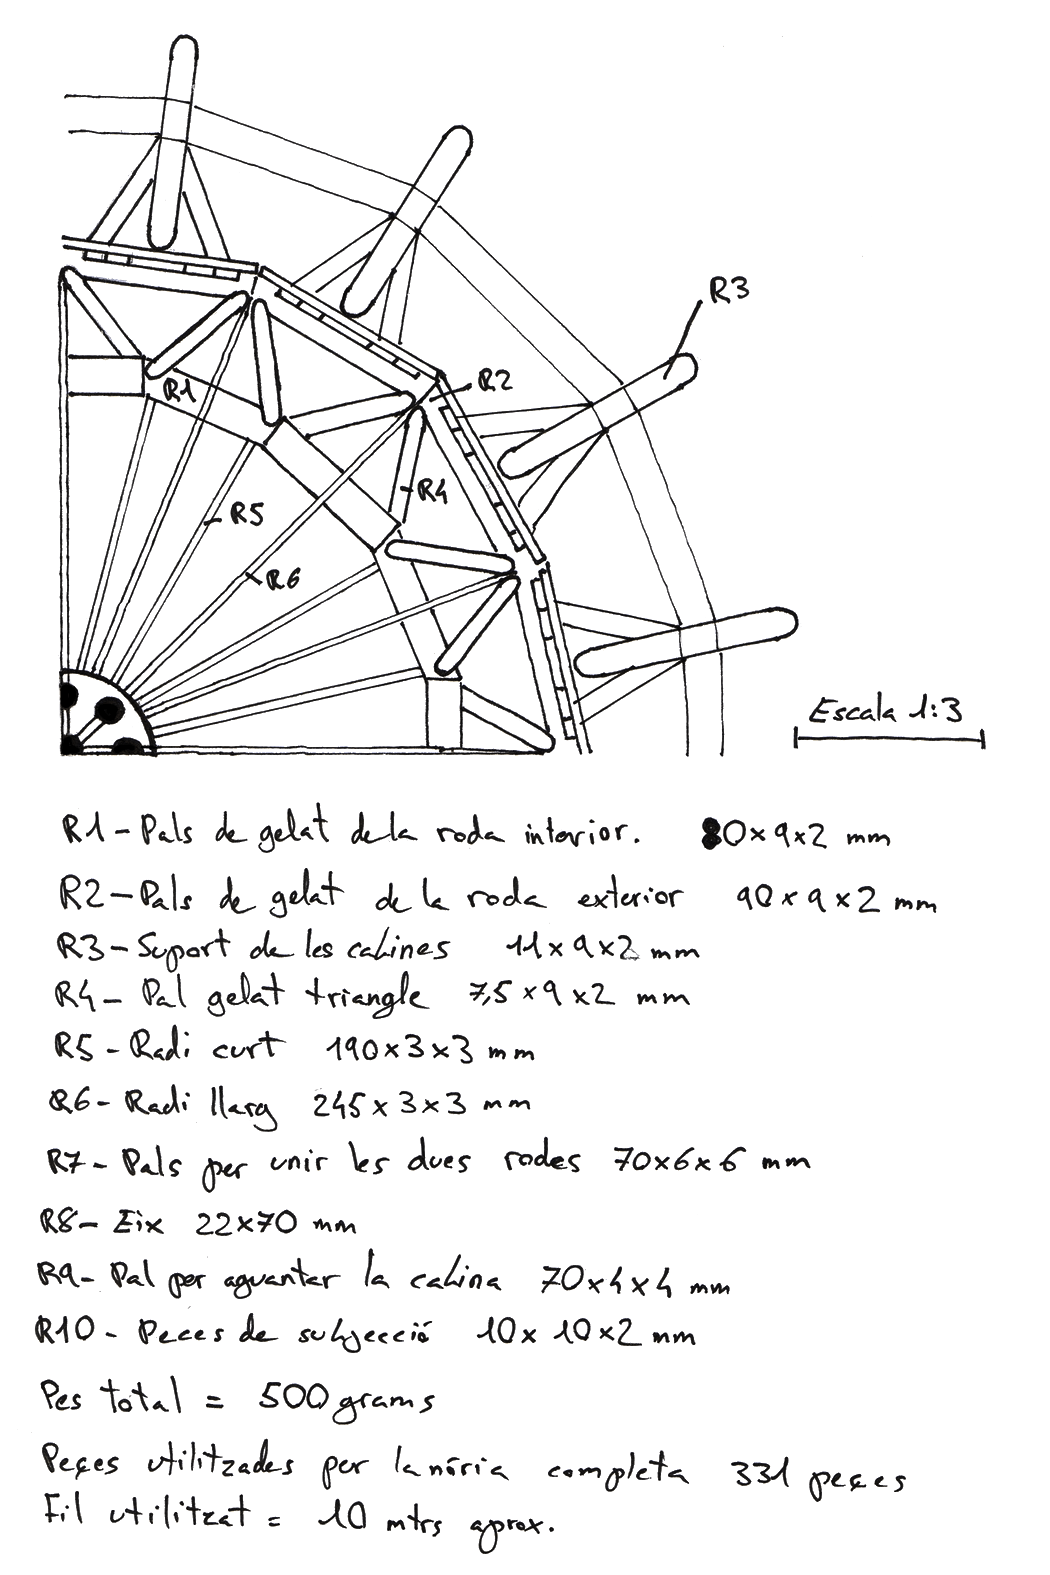 R3
R1
R2
R4
R5
R6
Escala 1:3
R1 - Pals de gelat de la roda interior. 80x9x2 mm
R2 - Pals de gelat de la roda exterior 90x9x2 mm
R3 - Suport de les cabines 11x9x2 mm
R4 - Pal gelat triangle 7,5x9x2 mm
R5 - Radi curt 190x3x3 mm
R6 - Radi llarg 245x3x3 mm
R7 - Pals per unir les dues rodes 70x6x6 mm
R8 - Eix 22x70 mm
R9 - Pal per aguantar la cabina 70x4x4 mm
R10 - Peces de subjecció 10x10x2 mm
Pes total = 500 grams
Peçes utilitzades per la nória completa 331 peçes
Fil utilitzat = 10 mtrs aprox.